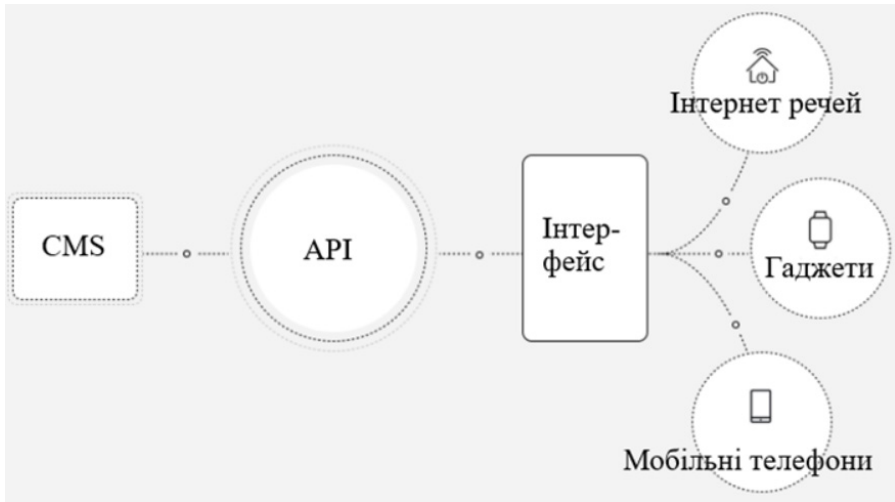 CMS
API
Інтер-
фейс
Інтернет речей
Гаджети
Мобільні телефони